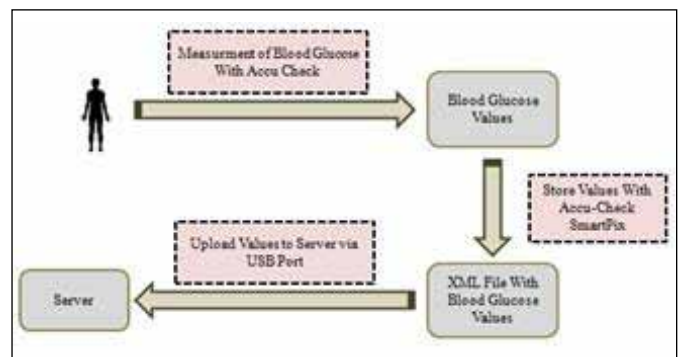 Measurment of Blood Glucose
With Accu Check
Blood Glucose
Values
Store Values With
Accu-Check
SmartPix
Upload Values to Server via
USB Port
Server
XML File With
Blood Glucose
Values